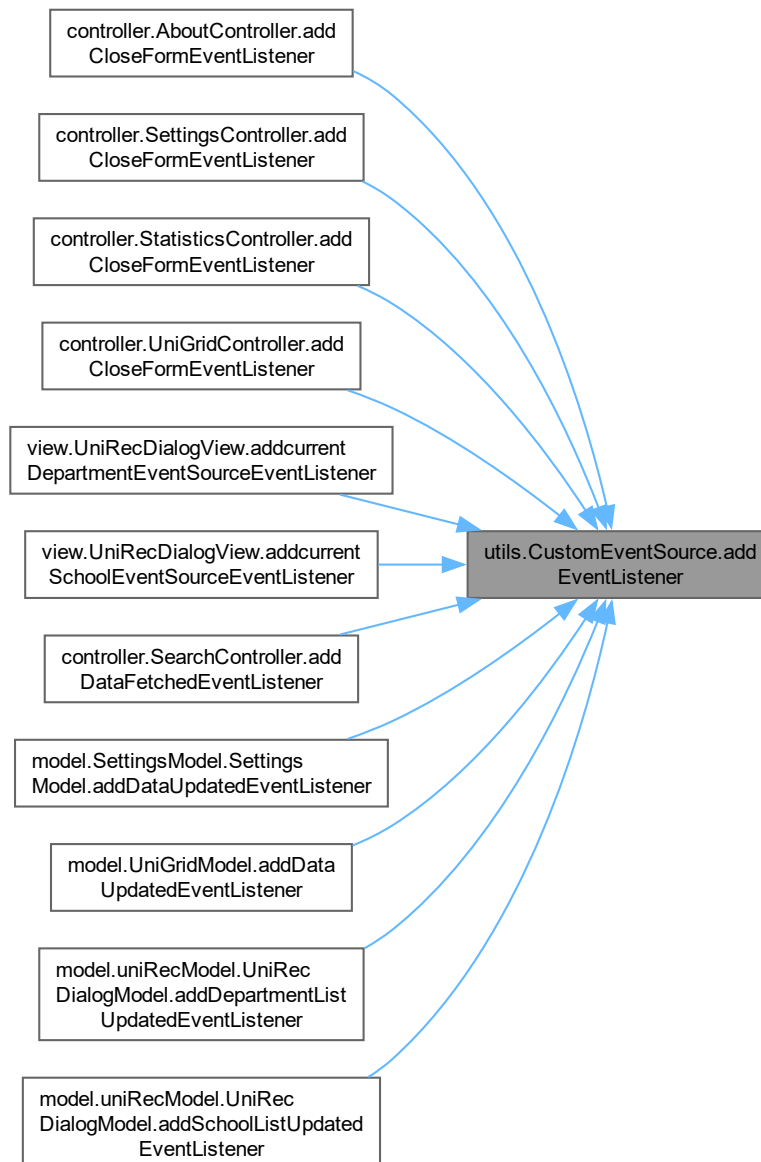 controller.AboutController.add
CloseFormEventListener
controller.SettingsController.add
CloseFormEventListener
controller.StatisticsController.add
CloseFormEventListener
controller.UniGridController.add
CloseFormEventListener
view.UniRecDialogView.addcurrent
DepartmentEventSourceEventListener
view.UniRecDialogView.addcurrent
SchoolEventSourceEventListener
utils.CustomEventSource.add
EventListener
controller.SearchController.add
DataFetchedEventListener
model.SettingsModel.Settings
Model.addDataUpdatedEventListener
model.UniGridModel.addData
UpdatedEventListener
model.uniRecModel.UniRec
DialogModel.addDepartmentList
UpdatedEventListener
model.uniRecModel.UniRec
DialogModel.addSchoolListUpdated
EventListener